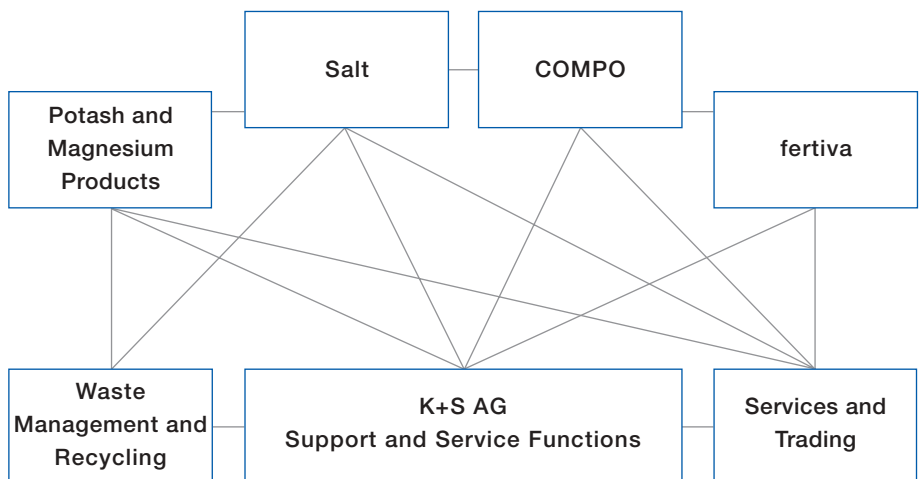 Salt
COMPO
Potash and
Magnesium
Products
fertiva
Waste
Management and
Recycling
K+S AG
Support and Service Functions
Services and
Trading